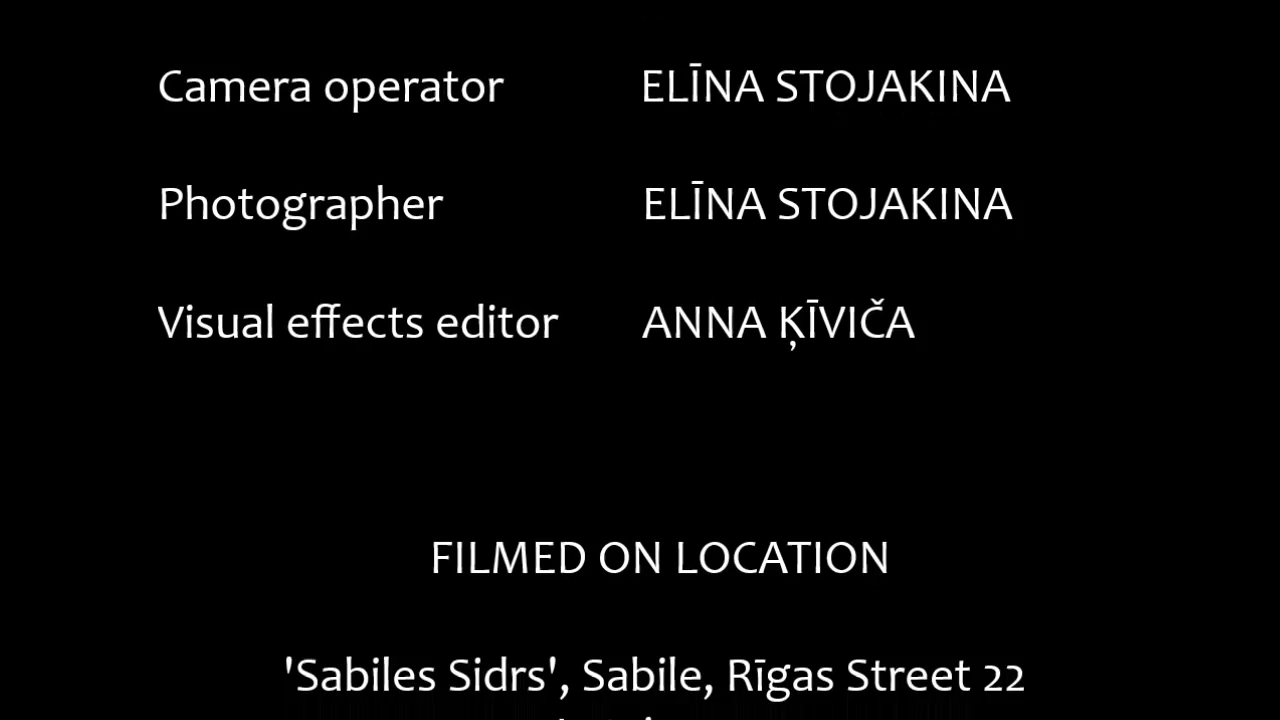 Camera operator ELĪNA STOJAKINA
Photographer ELĪNA STOJAKINA
Visual effects editor ANNA ĶĪVIČA
FILMED ON LOCATION
'Sabiles Sidrs', Sabile, Rīgas Street 22